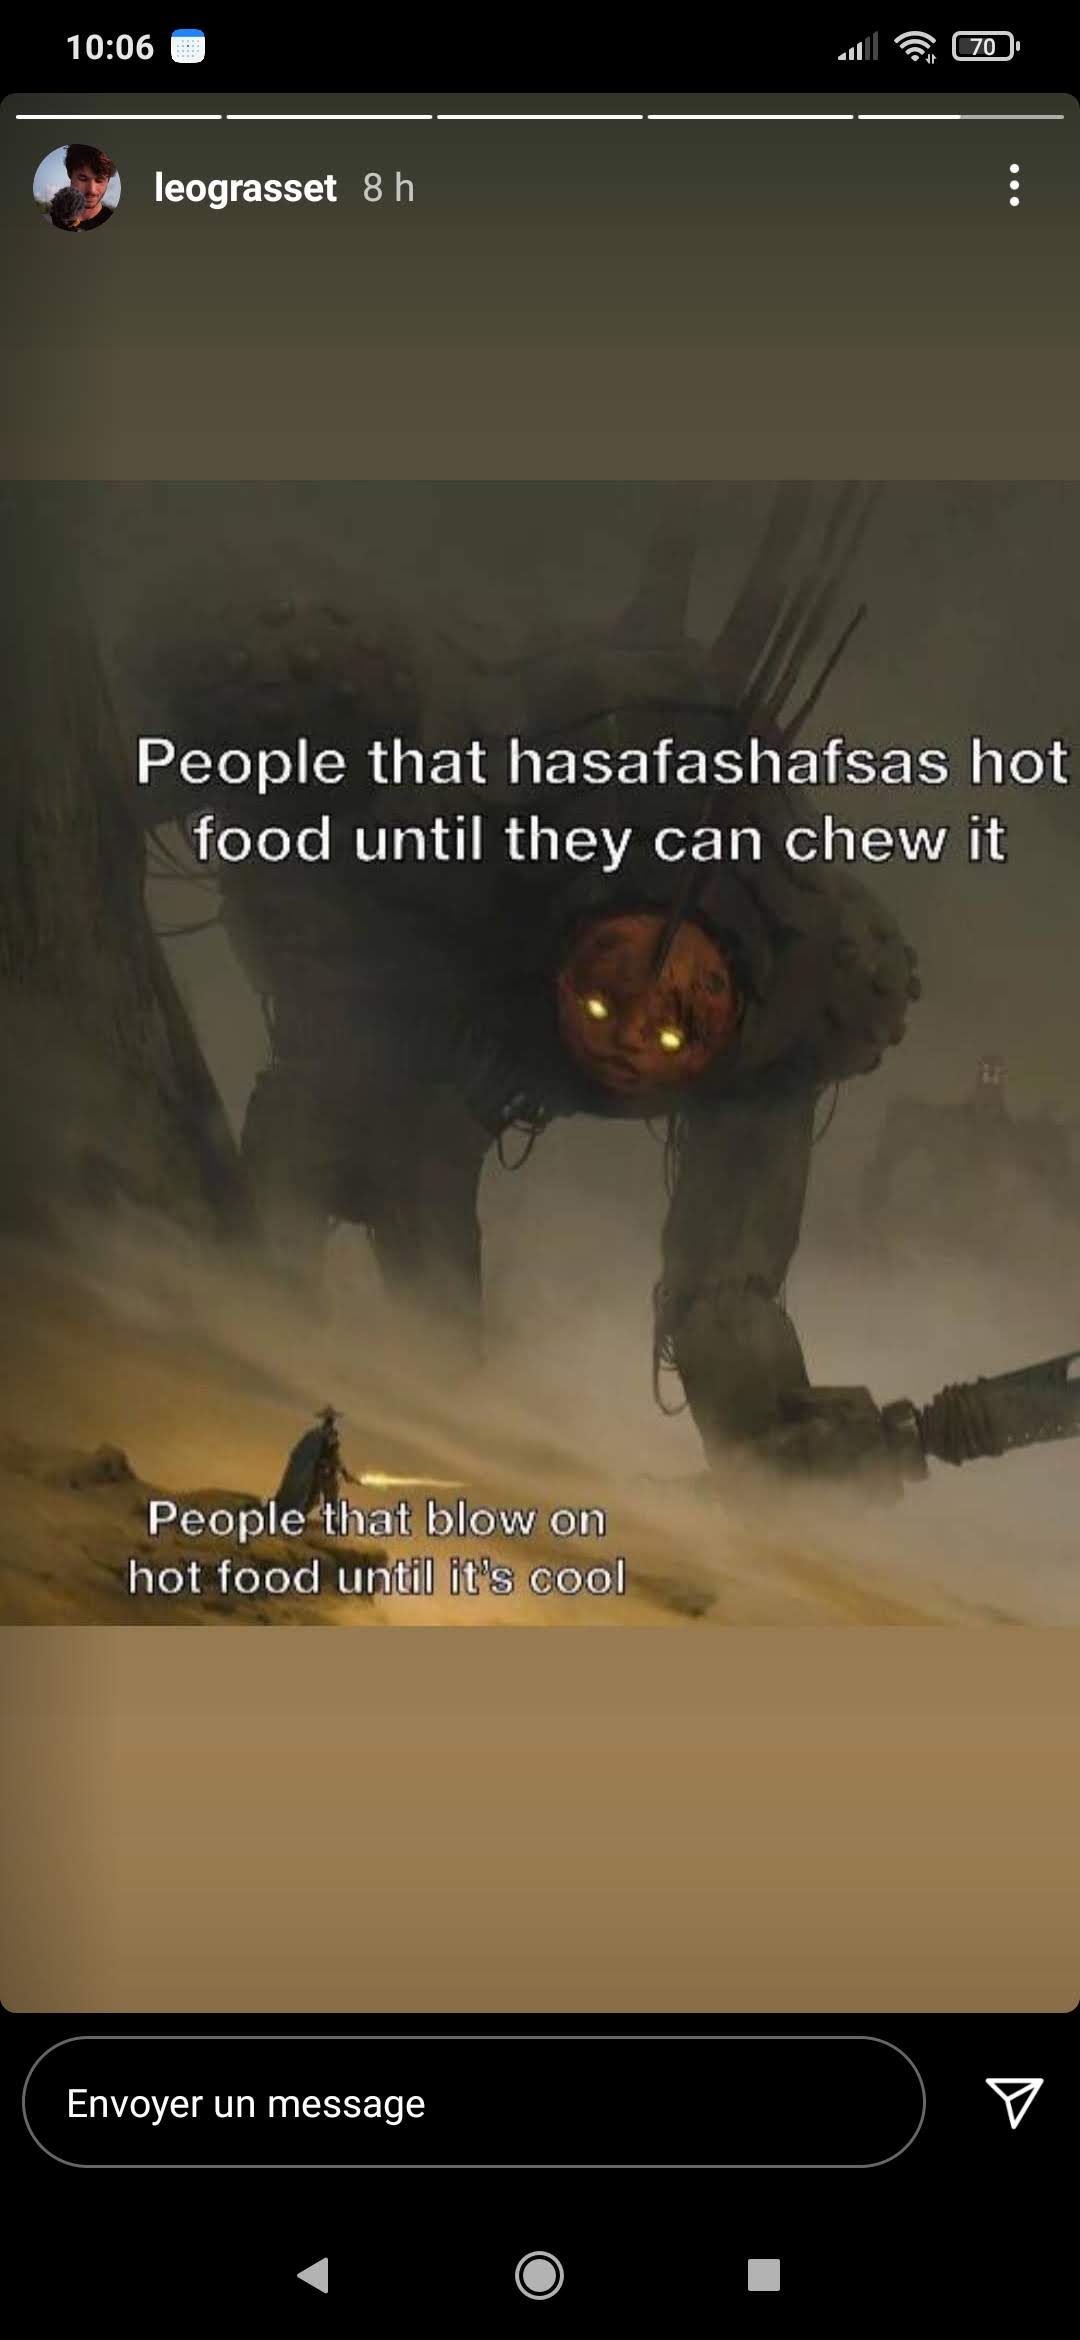 10:06
70
leograsset 8 h
People that hasafashafsas hot
food until they can chew it
People that blow on
hot food until it's cool
Envoyer un message